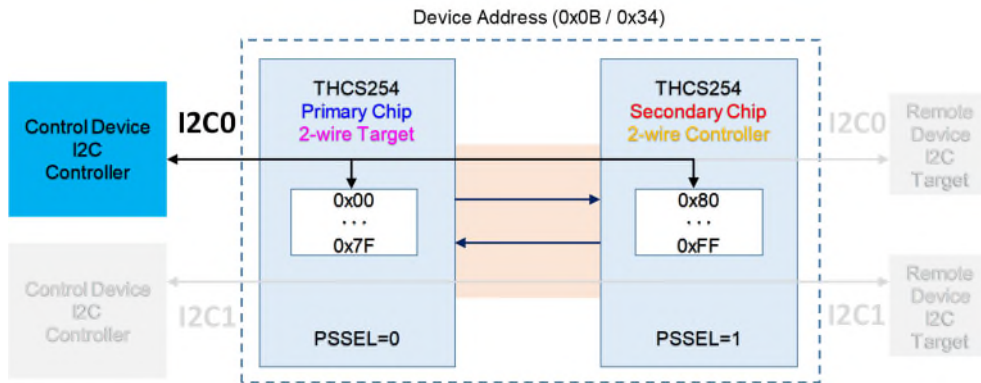 Device Address (0x0B / 0x34)
THCS254
Primary Chip
2-wire Target
THCS254
Secondary Chip
2-wire Controller
Control Device
I2C
Controller
I2C0
I2C0
Remote
Device
I2C
Target
0x00
...
0x7F
0x80
...
0xFF
Control Device
I2C
Controller
I2C1
I2C1
Remote
Device
I2C
Target
PSSEL=0
PSSEL=1